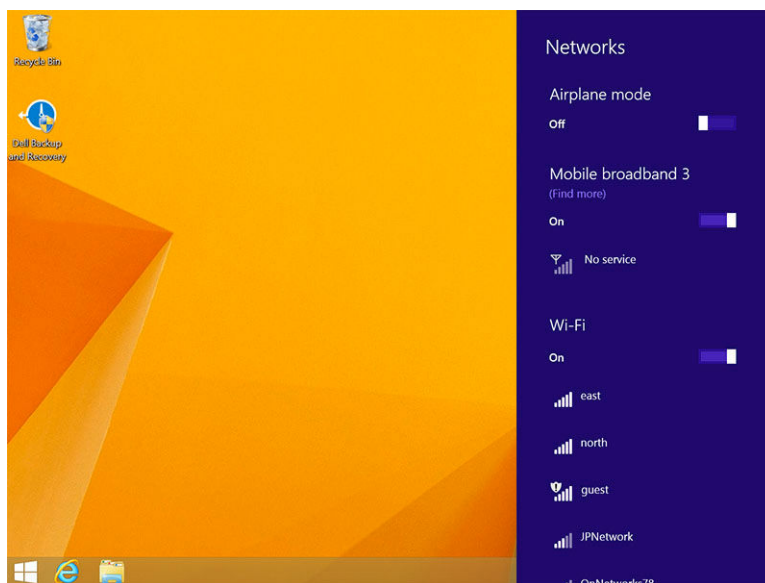 Recycle Bin
Dell Backup
and Recovery
Networks
Airplane mode
Off
Mobile broadband 3
(Find more)
On
No service
Wi-Fi
On
east
north
guest
JPNetwork
OnNetworks78